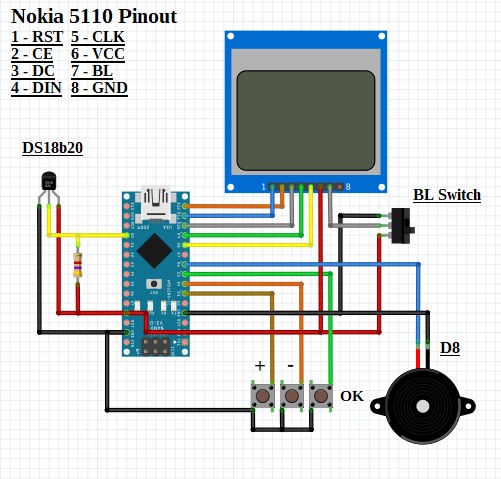 Nokia 5110 Pinout
1 - RST 5 - CLK
2 - CE 6 - VCC
3 - DC 7 - BL
4 - DIN 8 - GND
DS18b20
1 8
BL Switch
+ -
OK
D8